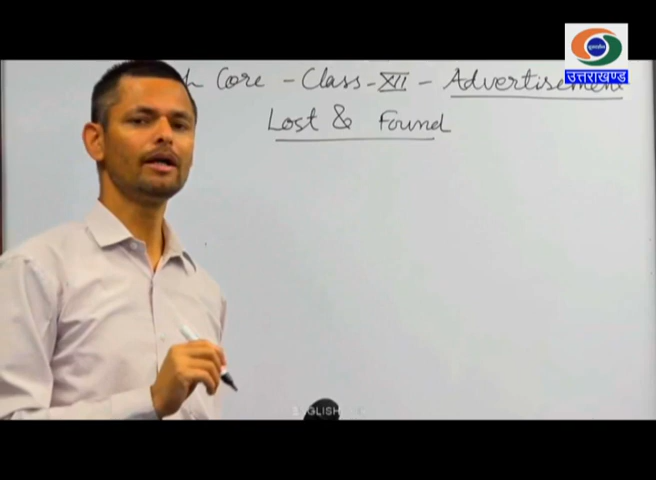 उत्तराखण्ड
Core - Class - XII - Advertisement
Lost & Found